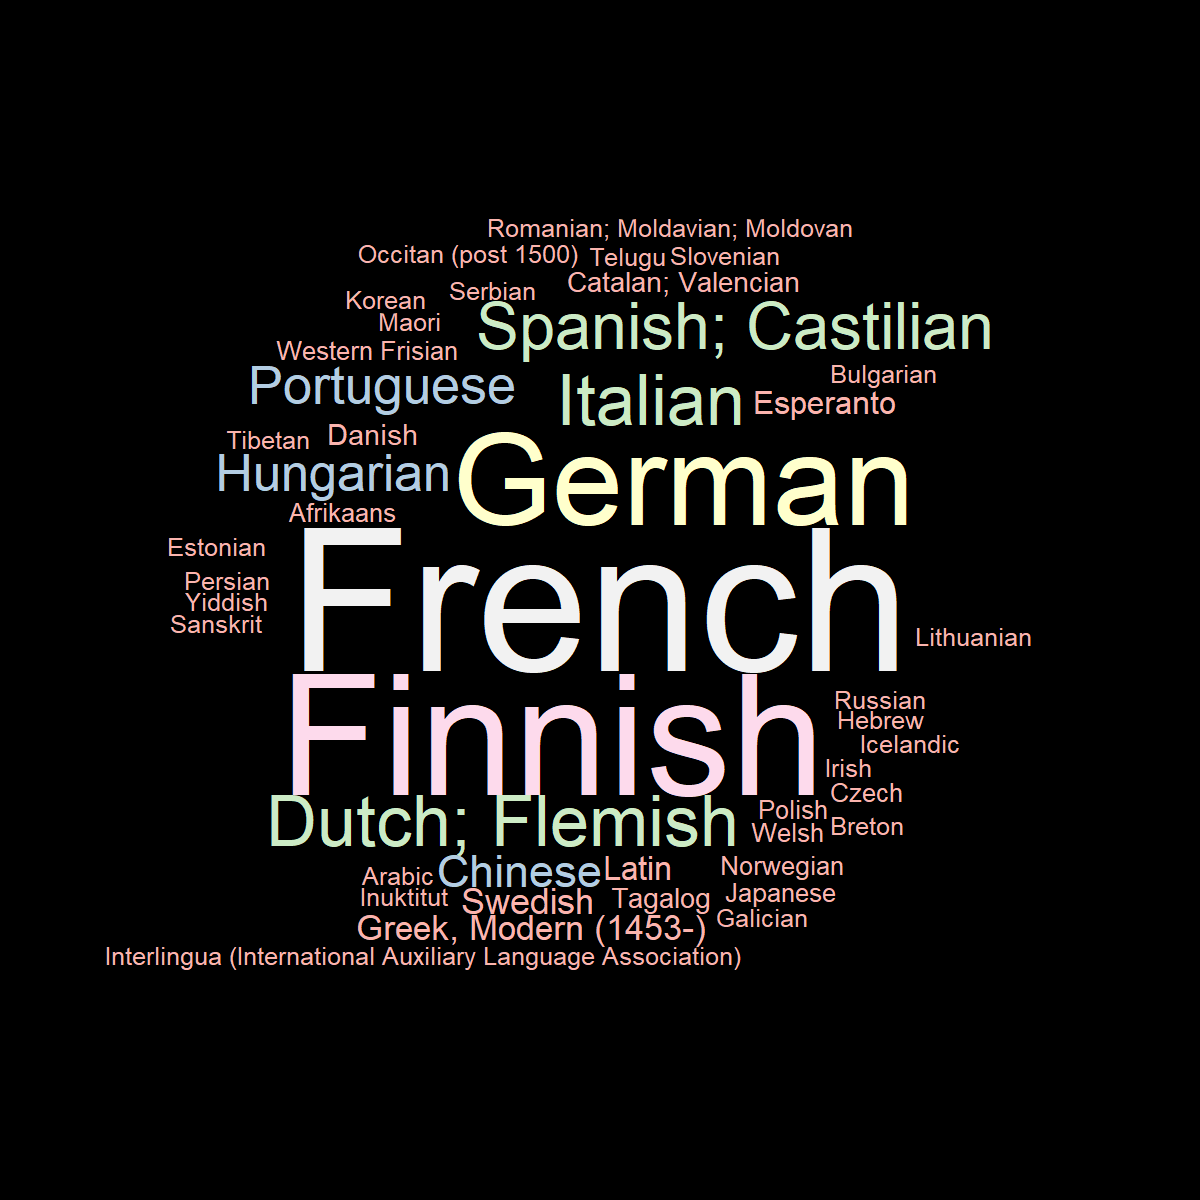 Romanian; Moldavian; Moldovan
Occitan (post 1500)
Telugu
Slovenian
Catalan; Valencian
Serbian
Korean
Maori
Spanish; Castilian
Western Frisian
Portuguese
Italian
Bulgarian
Esperanto
Tibetan
Danish
Hungarian
German
Afrikaans
Estonian
Persian
Yiddish
Sanskrit
French
Lithuanian
Finnish
Russian
Hebrew
Icelandic
Irish
Czech
Dutch; Flemish
Polish
Welsh
Breton
Arabic
Chinese
Latin
Norwegian
Inuktitut
Swedish
Tagalog
Japanese
Greek, Modern (1453-)
Galician
Interlingua (International Auxiliary Language Association)